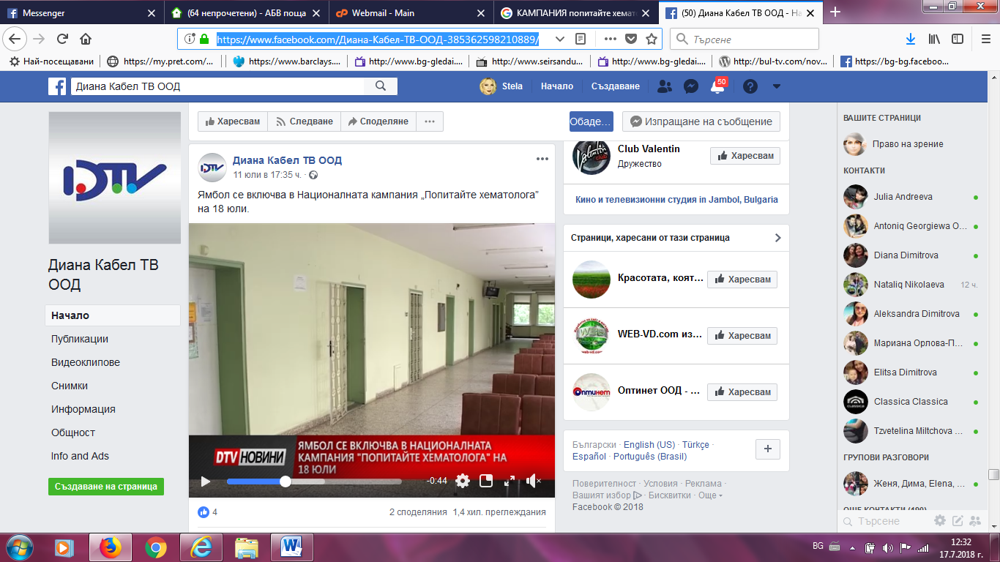 Messenger
(64 непрочетени) - АБВ поща
Webmail - Main
КАМПАНИЯ попитайте хемато
(50) Диана Кабел ТВ ООД - На
https://www.facebook.com/Диана-Кабел-ТВ-ООД-385362598210889/
Търсене
Най-посещавани
https://my.pret.com/...
https://www.barclays....
http://www.bg-gledai....
http://www.seirsandu...
http://www.bg-gledai....
http://bul-tv.com/nov...
https://bg-bg.faceboo...
Диана Кабел ТВ ООД
Stela
Начало
Създаване
50
DTV
Диана Кабел ТВ
ООД
Начало
Публикации
Видеоклипове
Снимки
Информация
Общност
Info and Ads
Създаване на страница
Харесвам
Следване
Споделяне
Обаде...
Изпращане на съобщение
Диана Кабел ТВ ООД
11 юли в 17:35 ч.
Ямбол се включва в Националната кампания „Попитайте хематолога”
на 18 юли.
DTV НОВИНИ
ЯМБОЛ СЕ ВКЛЮЧВА В НАЦИОНАЛНАТА
КАМПАНИЯ "ПОПИТАЙТЕ ХЕМАТОЛОГА" НА
18 ЮЛИ
-0:44
4
2 споделяния 1,4 хил. преглеждания
Club Valentin
Дружество
Харесвам
Кино и телевизионни студия in Jambol, Bulgaria
Страници, харесани от тази страница
Красотата, коят...
Харесвам
WEB-VD.com из...
Харесвам
Оптинет ООД - ...
Харесвам
Български · English (US) · Türkçe ·
Español · Português (Brasil)
Поверителност · Условия · Реклама ·
Вашият избор · Бисквитки · Още
Facebook © 2018
ВАШИТЕ СТРАНИЦИ
Право на зрение
КОНТАКТИ
Julia Andreeva
Antoniq Georgiewa O...
Diana Dimitrova
Nataliq Nikolaeva
12 ч.
Aleksandra Dimitrova
Мариана Орлова-П...
Elitsa Dimitrova
Classica Classica
Tzvetelina Miltchova ...
ГРУПОВИ РАЗГОВОРИ
Женя, Дима, Elena, ...
ОЩЕ КОНТАКТИ (490)
Търсене
BG
12:32
17.7.2018 г.